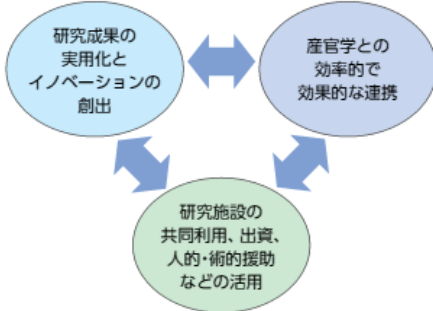 研究成果の
実用化と
イノベーションの
創出
産官学との
効率的で
効果的な連携
研究施設の
共同利用、出資、
人的・術的援助
などの活用